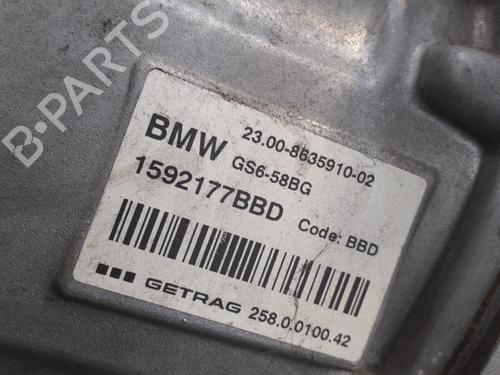 B-PARTS
BMW 23.00-8635910-02
GS6-58BG
1592177BBD Code: BBD
GETRAG 258.0.0100.42